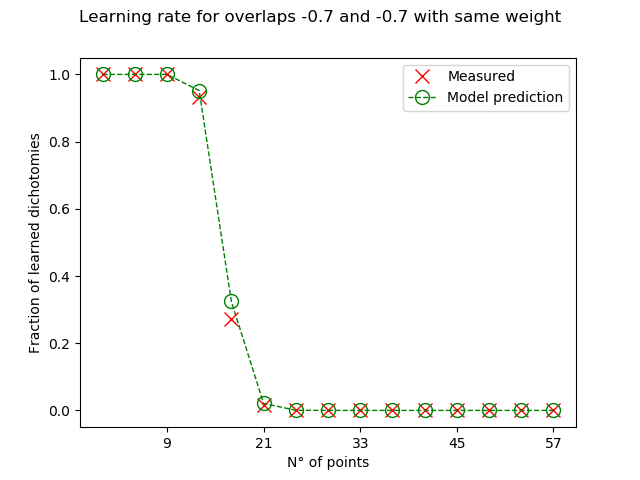 Learning rate for overlaps -0.7 and -0.7 with same weight
Measured
Model prediction
Fraction of learned dichotomies
1.0
0.8
0.6
0.4
0.2
0.0
9 21 33 45 57
N° of points